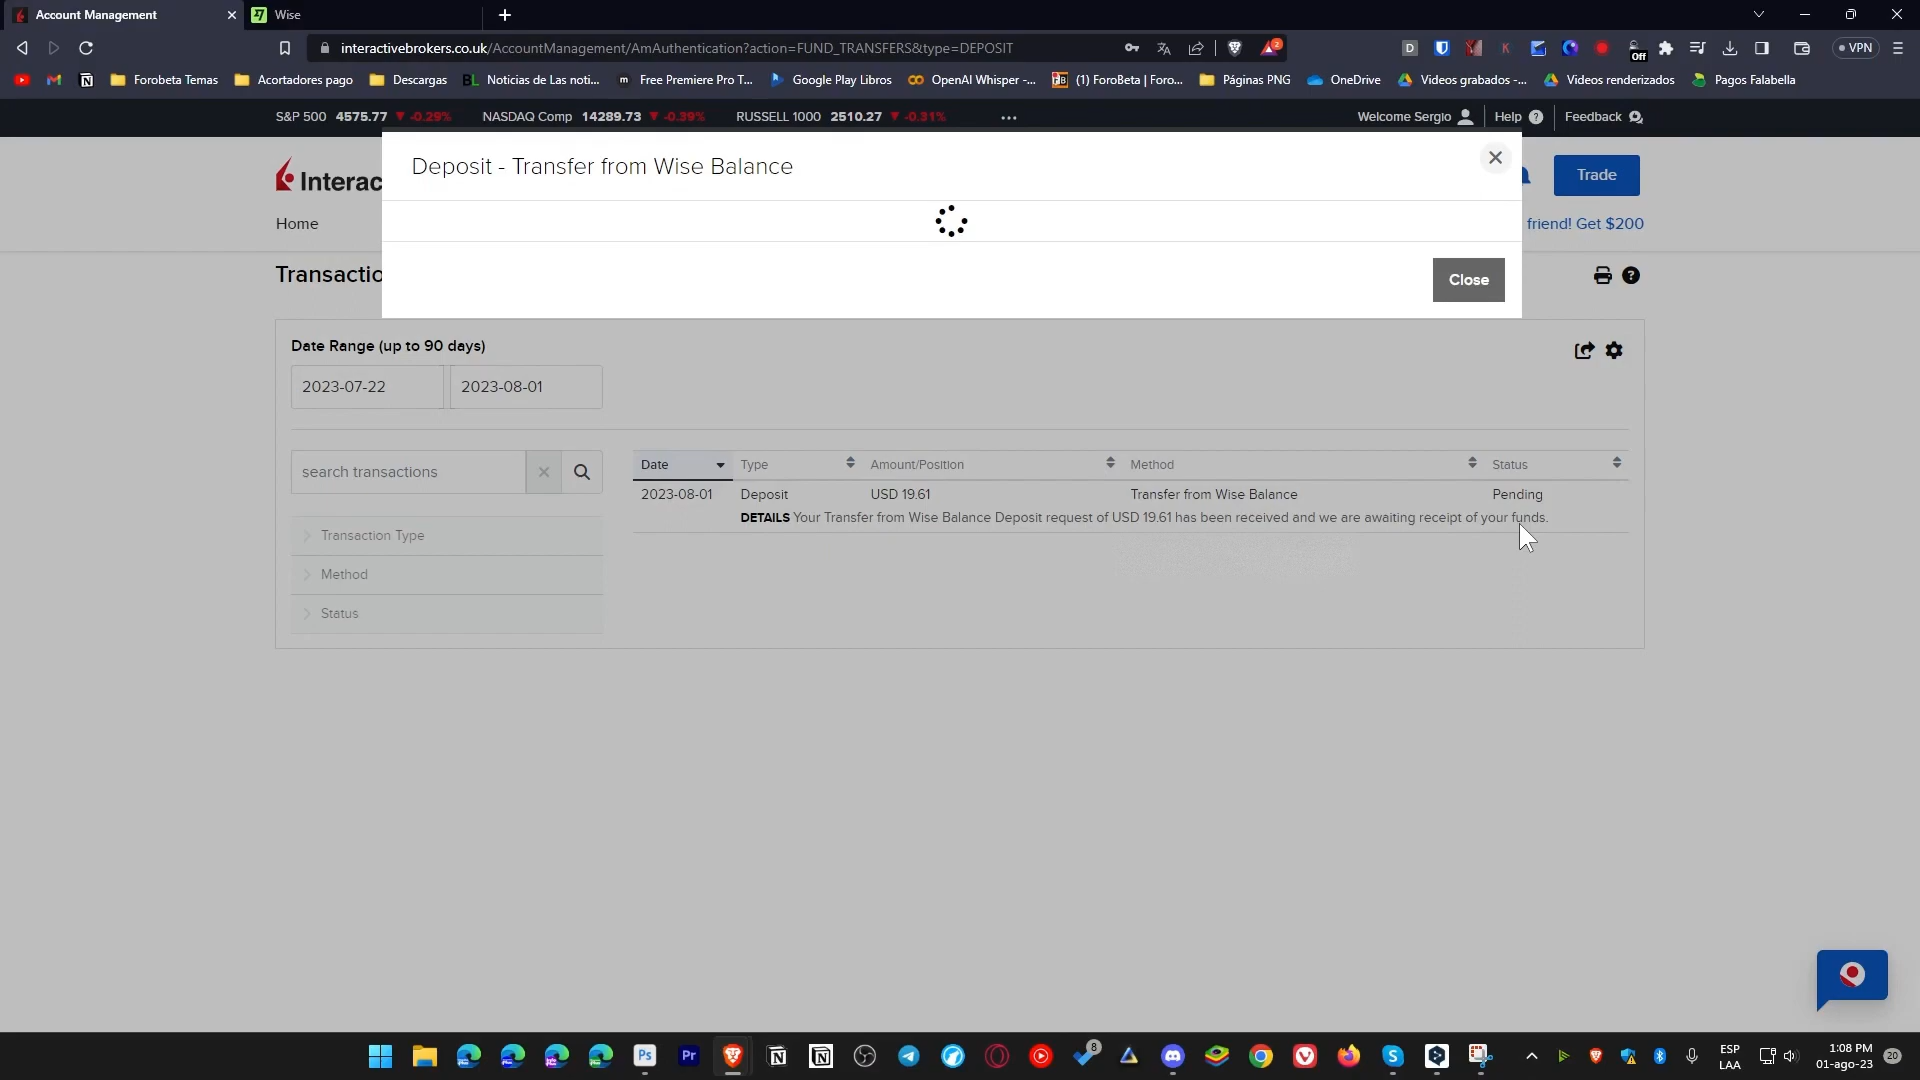 Account Management
Wise
interactivebrokers.co.uk/AccountManagement/AmAuthentication?action=FUND_TRANSFERS&type=DEPOSIT
2
D
K
Off
VPN
Forobeta Temas
Acortadores pago
Descargas
BL Noticias de Las noti...
m Free Premiere Pro T...
Google Play Libros
OpenAI Whisper -...
(1) ForoBeta | Foro...
Páginas PNG
OneDrive
Videos grabados -...
Videos renderizados
Pagos Falabella
S&P 500 4575.77 -0.29%
NASDAQ Comp 14289.73 -0.39%
RUSSELL 1000 2510.27 -0.31%
Welcome Sergio
Help
Feedback
Deposit - Transfer from Wise Balance
Interac
Trade
Home
friend! Get $200
Close
Transactio
Date Range (up to 90 days)
2023-07-22
2023-08-01
search transactions
Date
Type
Amount/Position
Method
Status
2023-08-01
Deposit
USD 19.61
Transfer from Wise Balance
Pending
DETAILS Your Transfer from Wise Balance Deposit request of USD 19.61 has been received and we are awaiting receipt of your funds.
Transaction Type
Method
Status
Ps
Pr
8
ESP
LAA
1:08 PM
01-ago-23
20